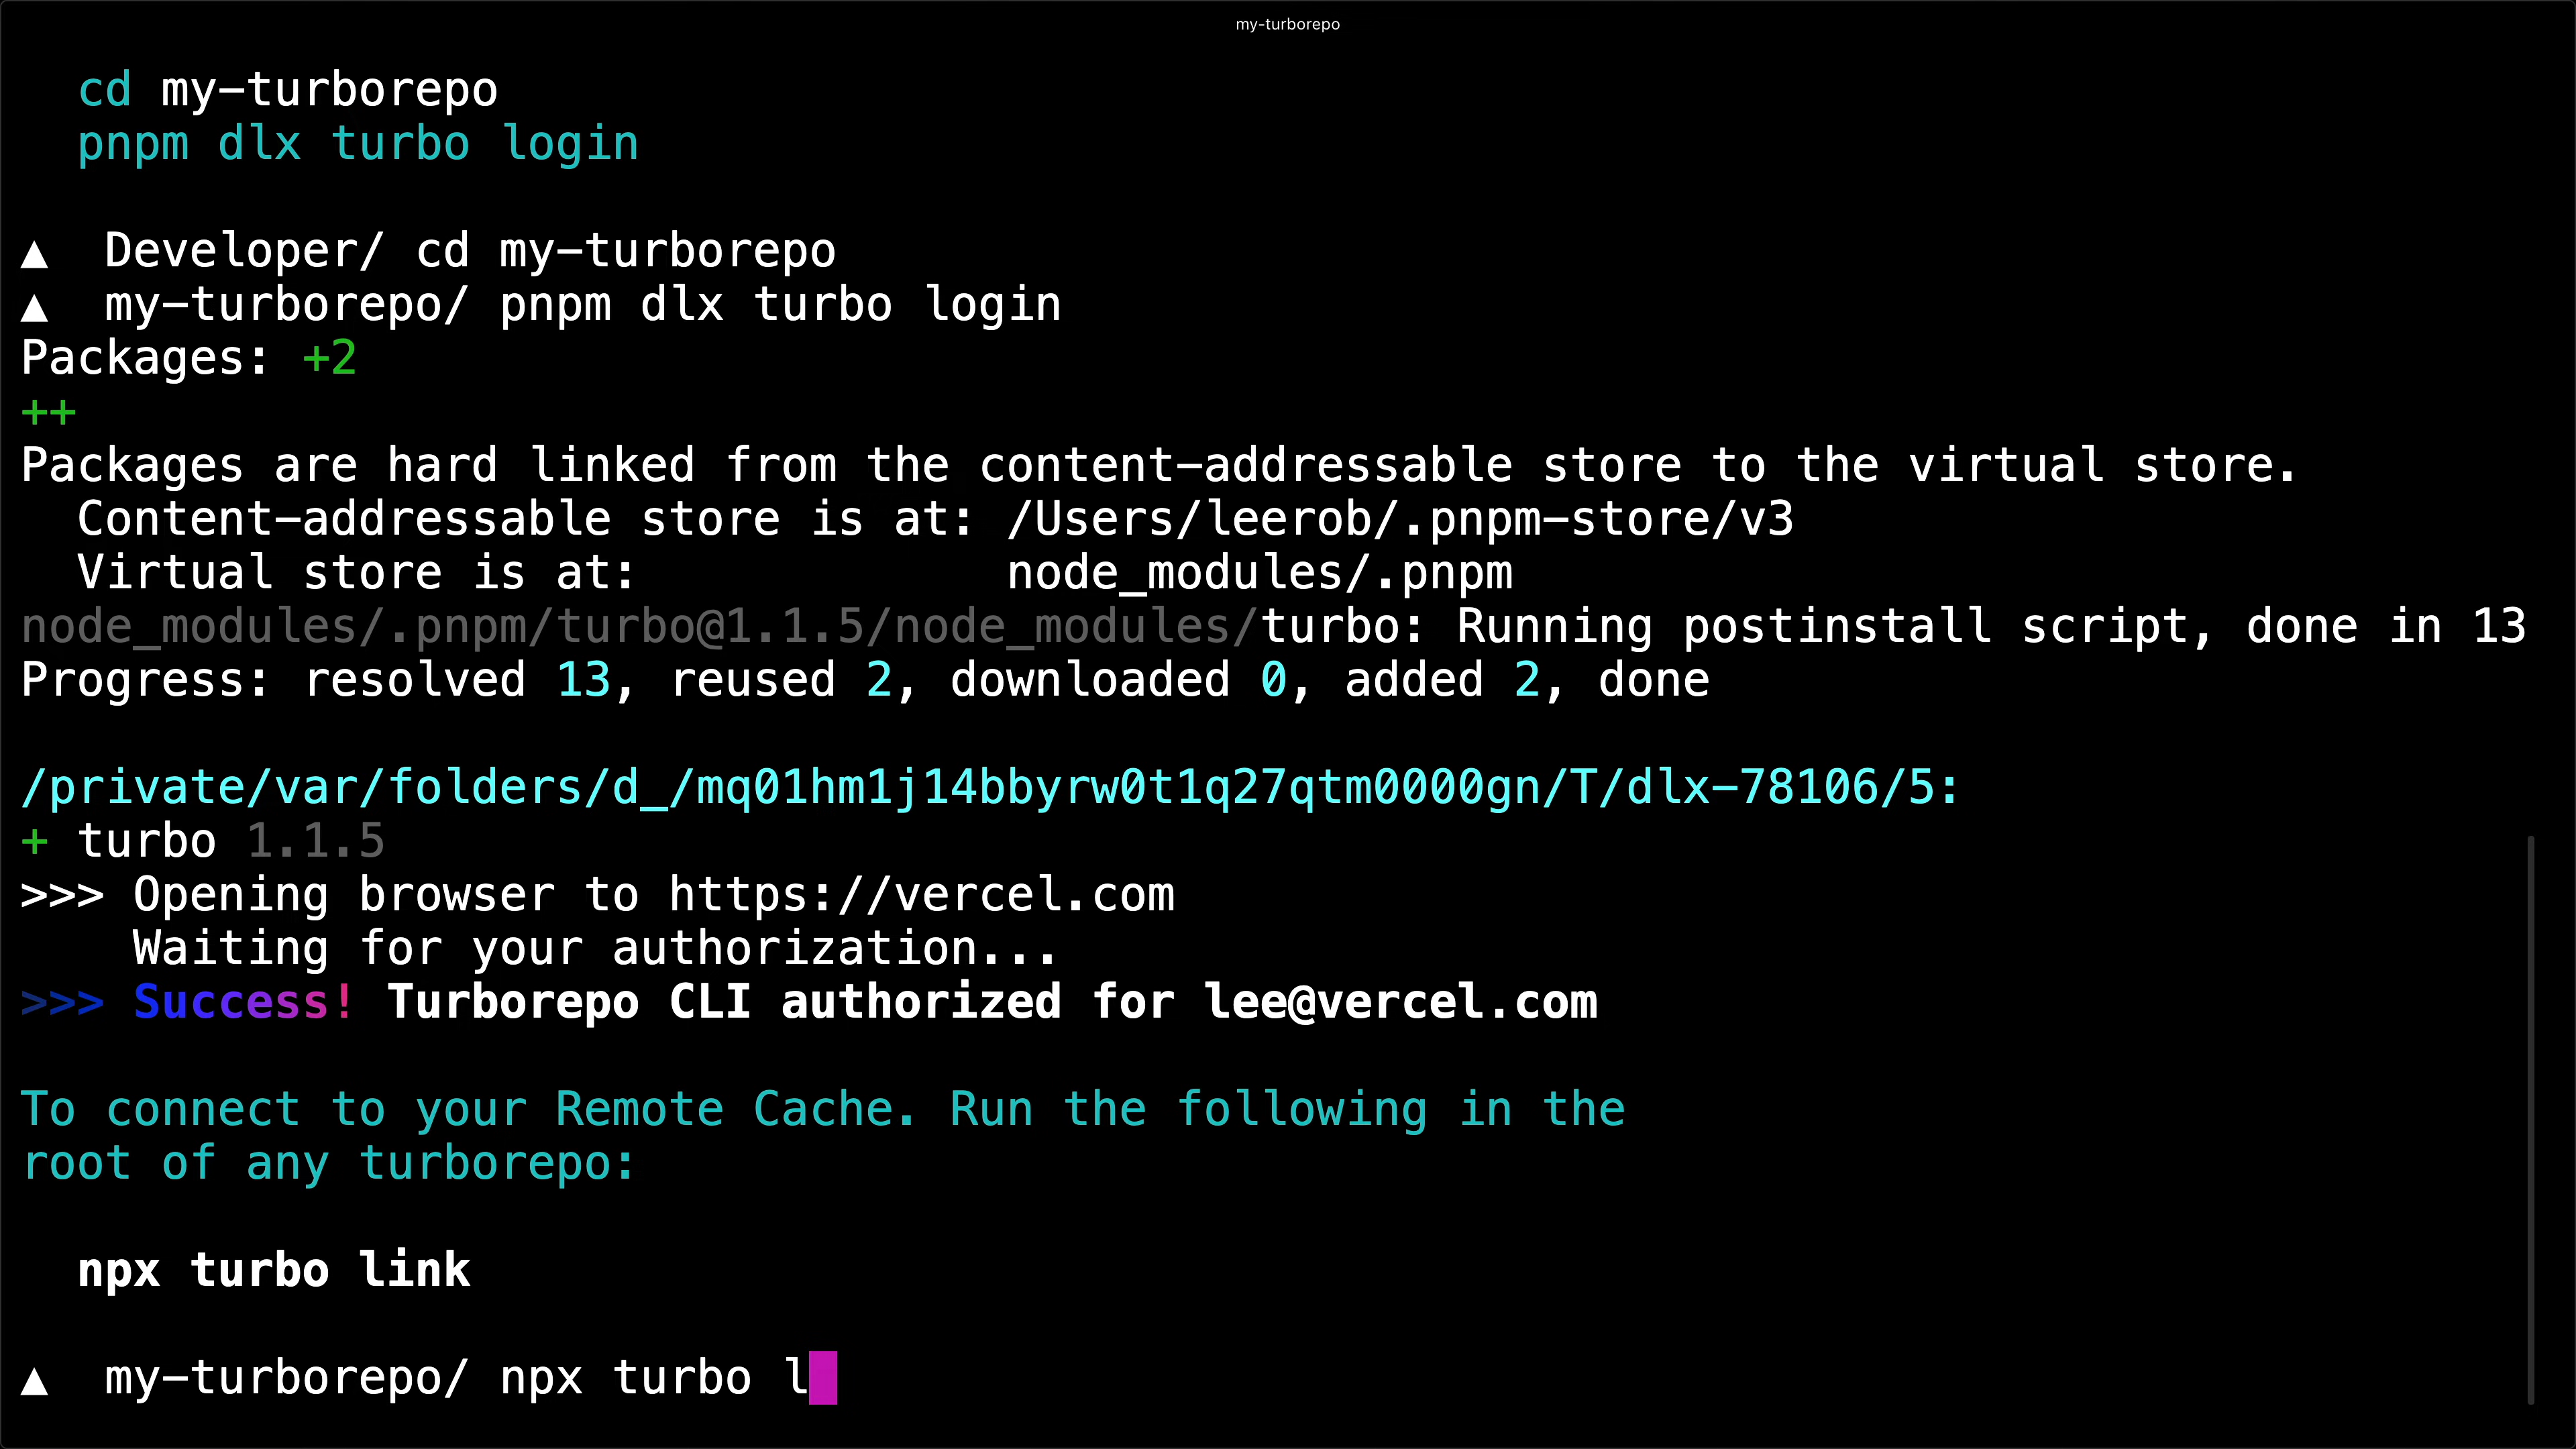 my-turborepo
cd my-turborepo
pnpm dlx turbo login
▲ Developer/ cd my-turborepo
▲ my-turborepo/ pnpm dlx turbo login
Packages: +2
++
Packages are hard linked from the content-addressable store to the virtual store.
Content-addressable store is at: /Users/leerob/.pnpm-store/v3
Virtual store is at: node_modules/.pnpm
node_modules/.pnpm/turbo@1.1.5/node_modules/turbo: Running postinstall script, done in 13
Progress: resolved 13, reused 2, downloaded 0, added 2, done
/private/var/folders/d_/mq01hm1j14bbyrw0t1q27qtm0000gn/T/dlx-78106/5:
+ turbo 1.1.5
>>> Opening browser to https://vercel.com
Waiting for your authorization...
>>> Success! Turborepo CLI authorized for lee@vercel.com
To connect to your Remote Cache. Run the following in the
root of any turborepo:
npx turbo link
▲ my-turborepo/ npx turbo l